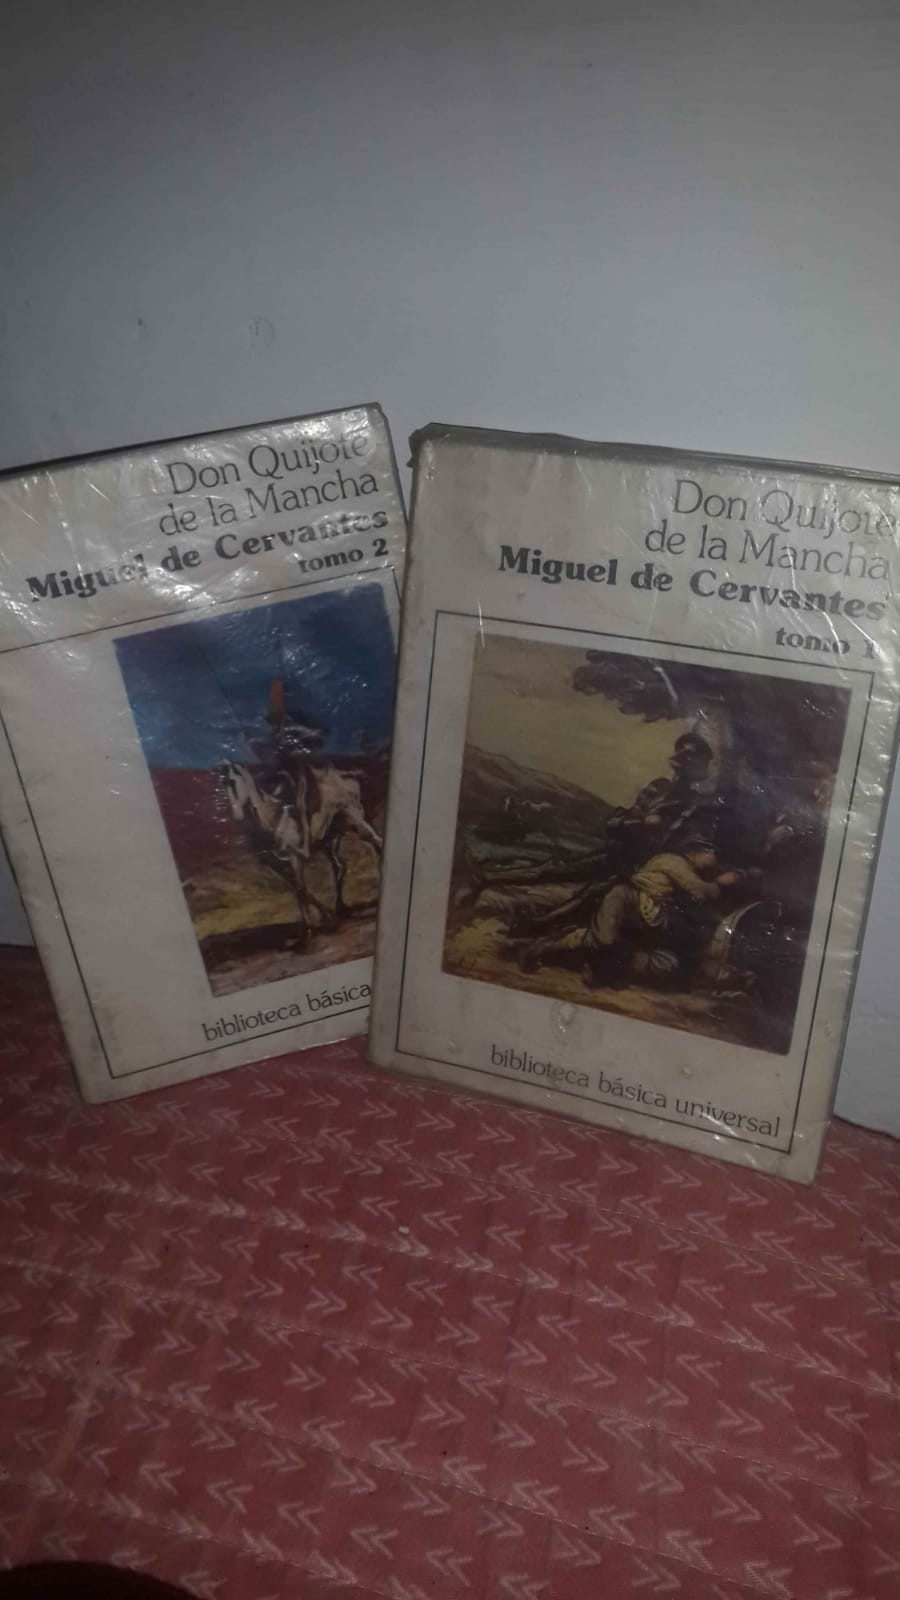 Don Quijote
de la Mancha
Miguel de Cervantes
tomo 2
biblioteca básica
Don Quijote
de la Mancha
Miguel de Cervantes
tomo 1
biblioteca básica universal